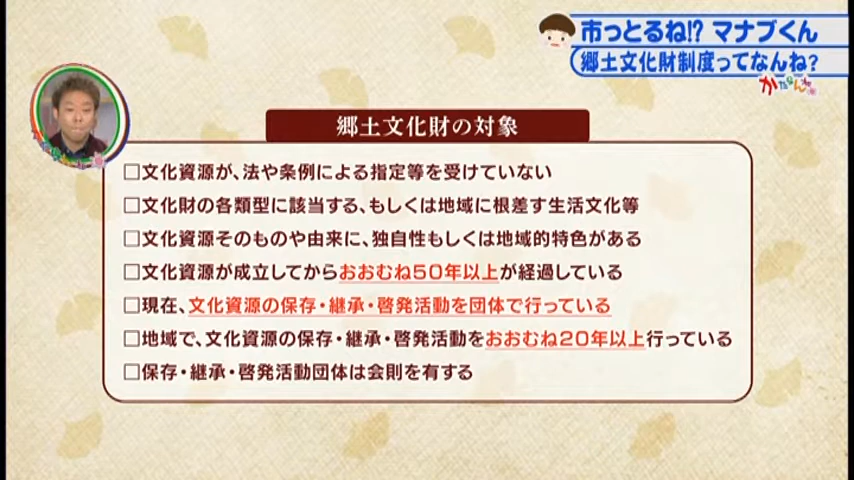 市っとるね!? マナブくん
郷土文化財制度ってなんね?
かたらんね
郷土文化財の対象
□文化資源が、法や条例による指定等を受けていない
□文化財の各類型に該当する、もしくは地域に根差す生活文化等
□文化資源そのものや由来に、独自性もしくは地域的特色がある
□文化資源が成立してからおおむね50年以上が経過している
□現在、文化資源の保存・継承・啓発活動を団体で行っている
□地域で、文化資源の保存・継承・啓発活動をおおむね20年以上行っている
□保存・継承・啓発活動団体は会則を有する